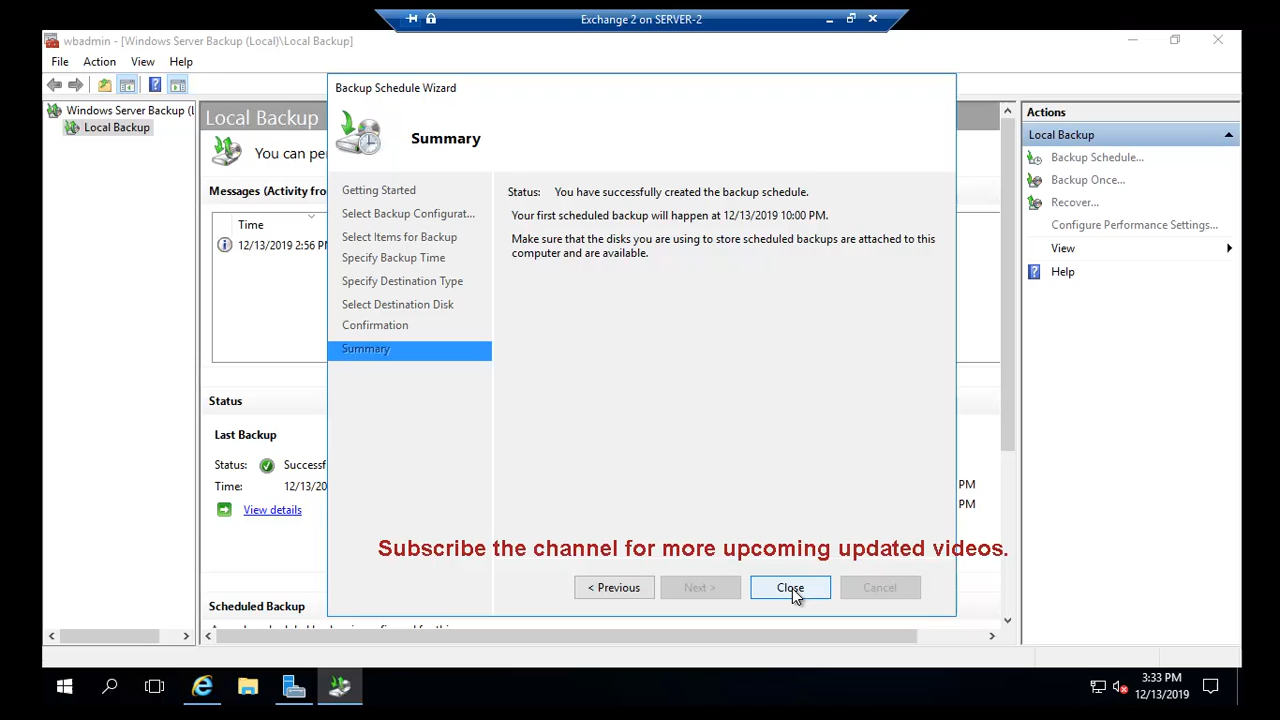 Exchange 2 on SERVER-2
wbadmin - [Windows Server Backup (Local)\Local Backup]
File Action View Help
Windows Server Backup (L
Local Backup
Local Backup
You can pe
Messages (Activity fro
Time
12/13/2019 2:56 PM
Status
Last Backup
Status: Successf
Time: 12/13/20
View details
Scheduled Backup
PM
PM
Backup Schedule Wizard
Summary
Getting Started
Select Backup Configurat...
Select Items for Backup
Specify Backup Time
Specify Destination Type
Select Destination Disk
Confirmation
Summary
Status: You have successfully created the backup schedule.
Your first scheduled backup will happen at 12/13/2019 10:00 PM.
Make sure that the disks you are using to store scheduled backups are attached to this
computer and are available.
Subscribe the channel for more upcoming updated videos.
< Previous Next > Close Cancel
Actions
Local Backup
Backup Schedule...
Backup Once...
Recover...
Configure Performance Settings...
View
Help
3:33 PM
12/13/2019